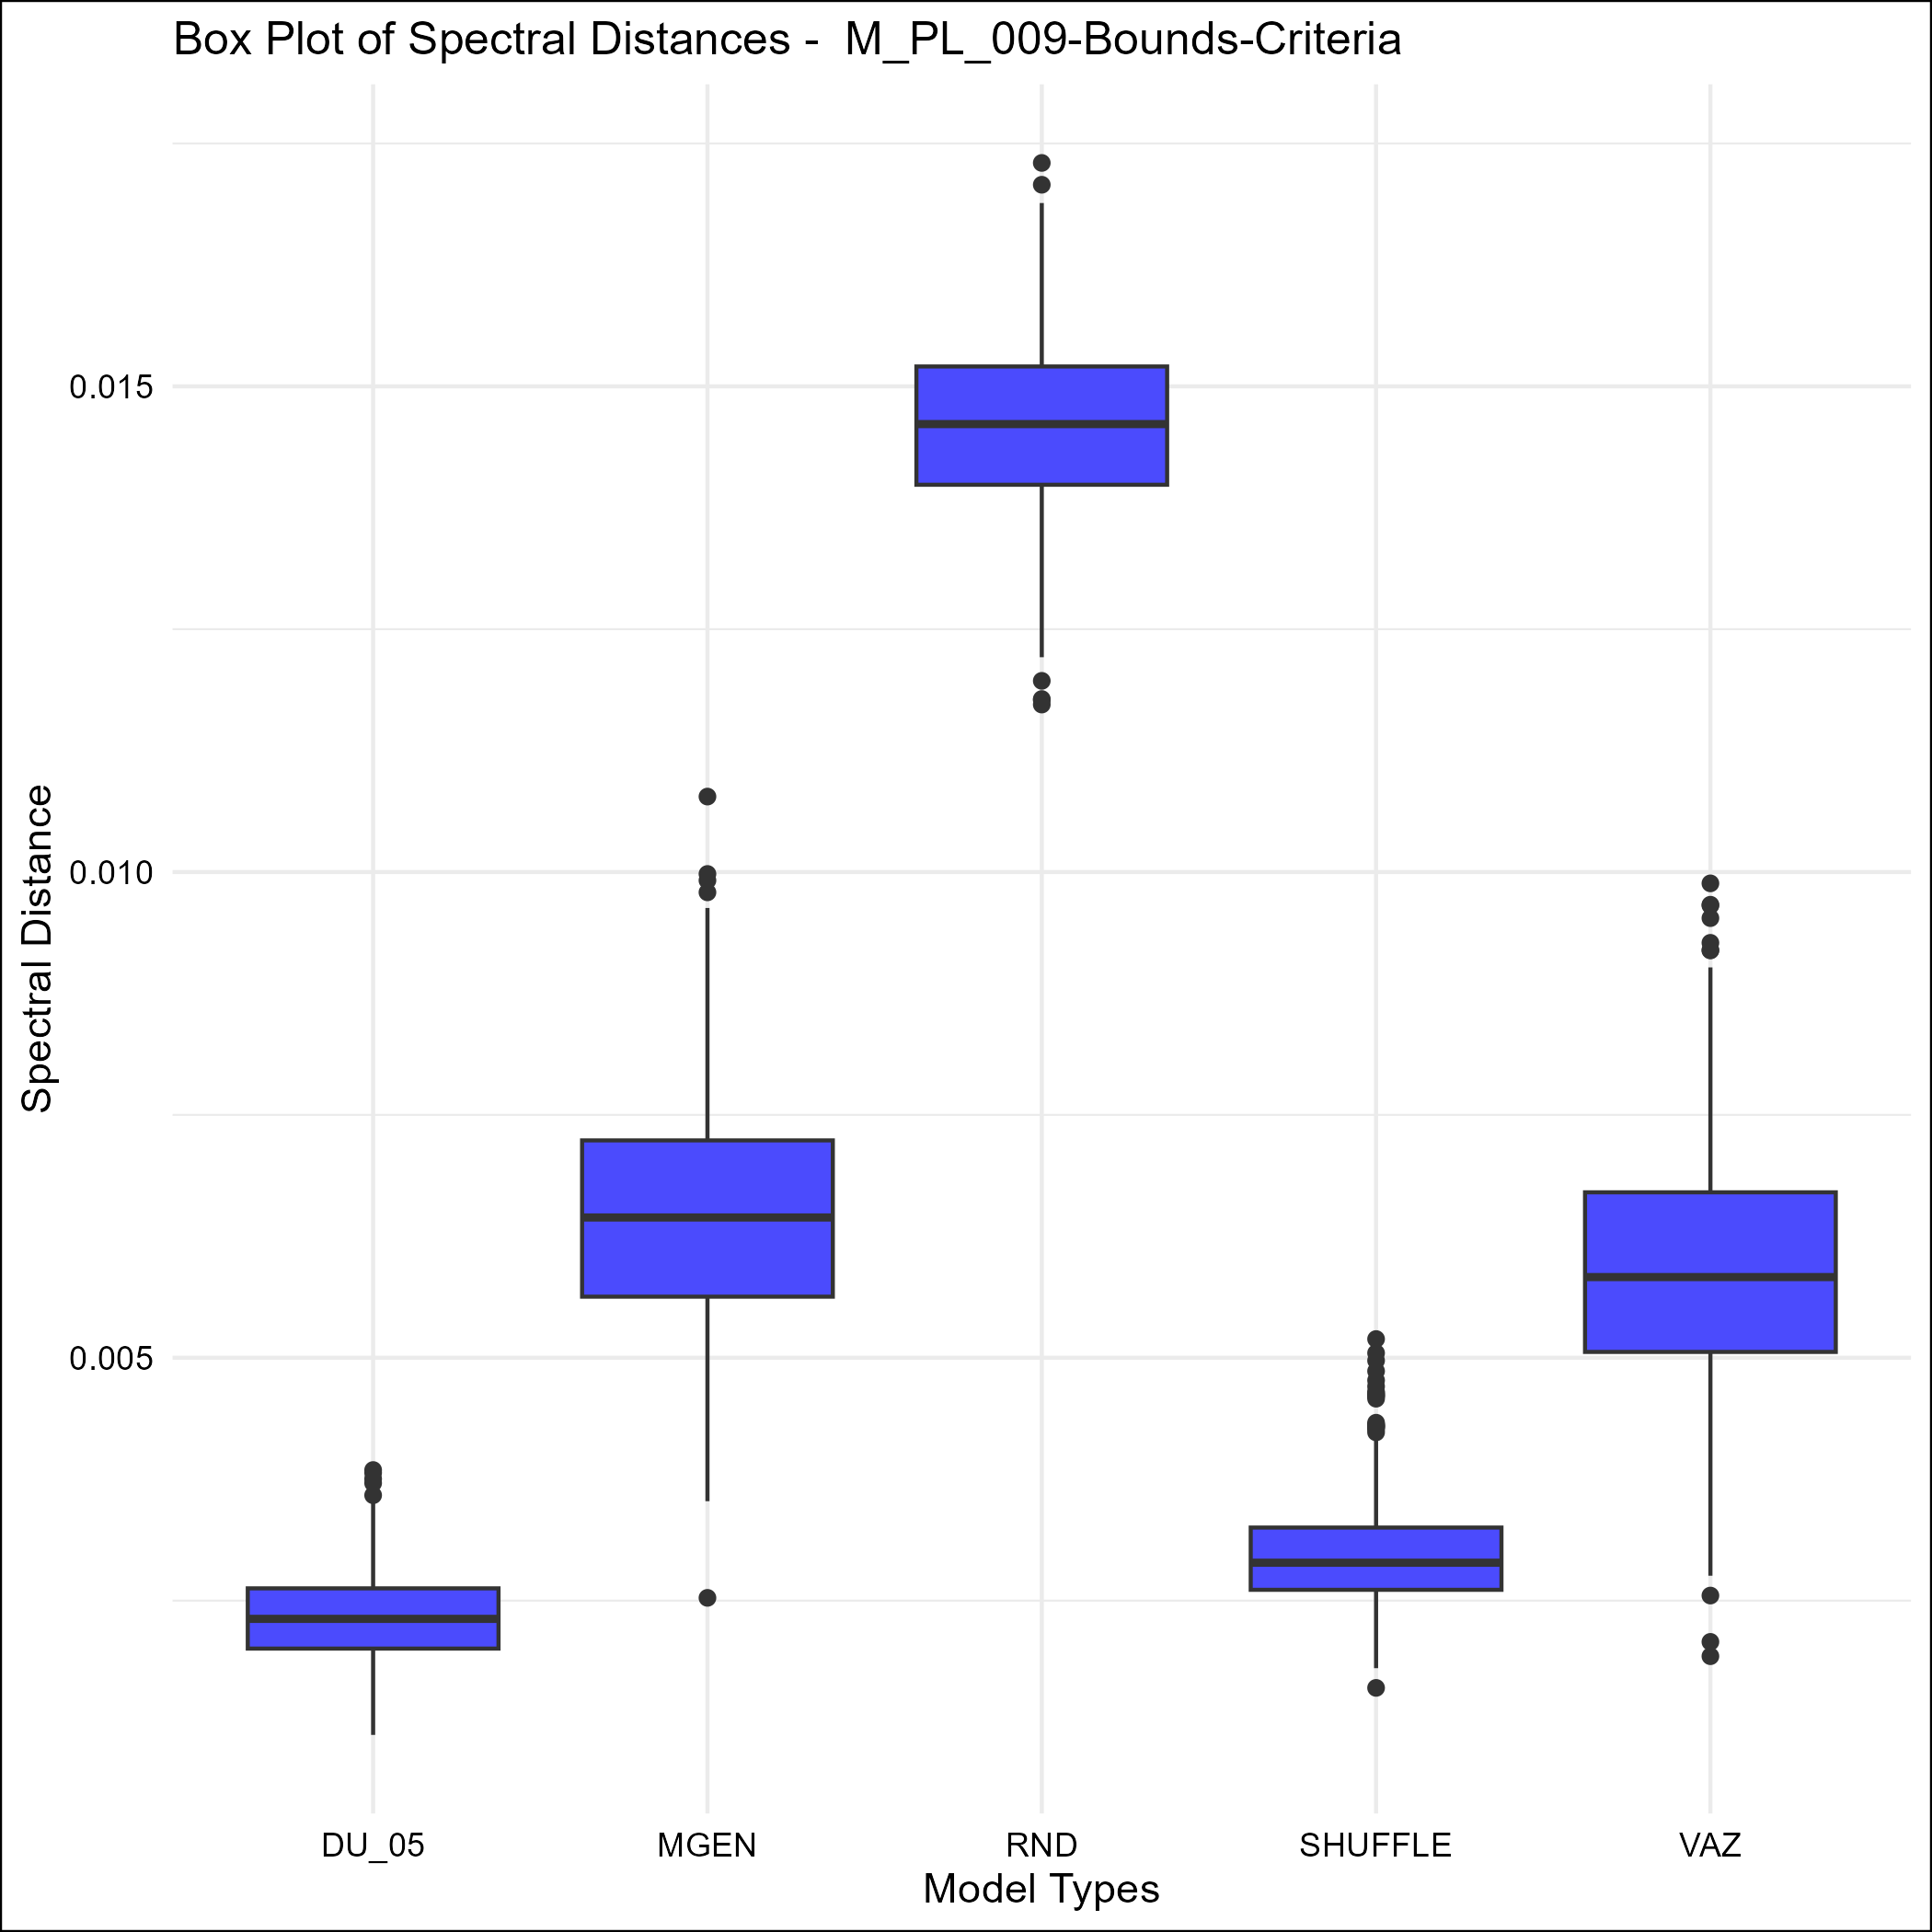 Box Plot of Spectral Distances -  M_PL_009-Bounds-Criteria
Spectral Distance
0.015
0.010
0.005
DU_05 MGEN RND SHUFFLE VAZ
Model Types